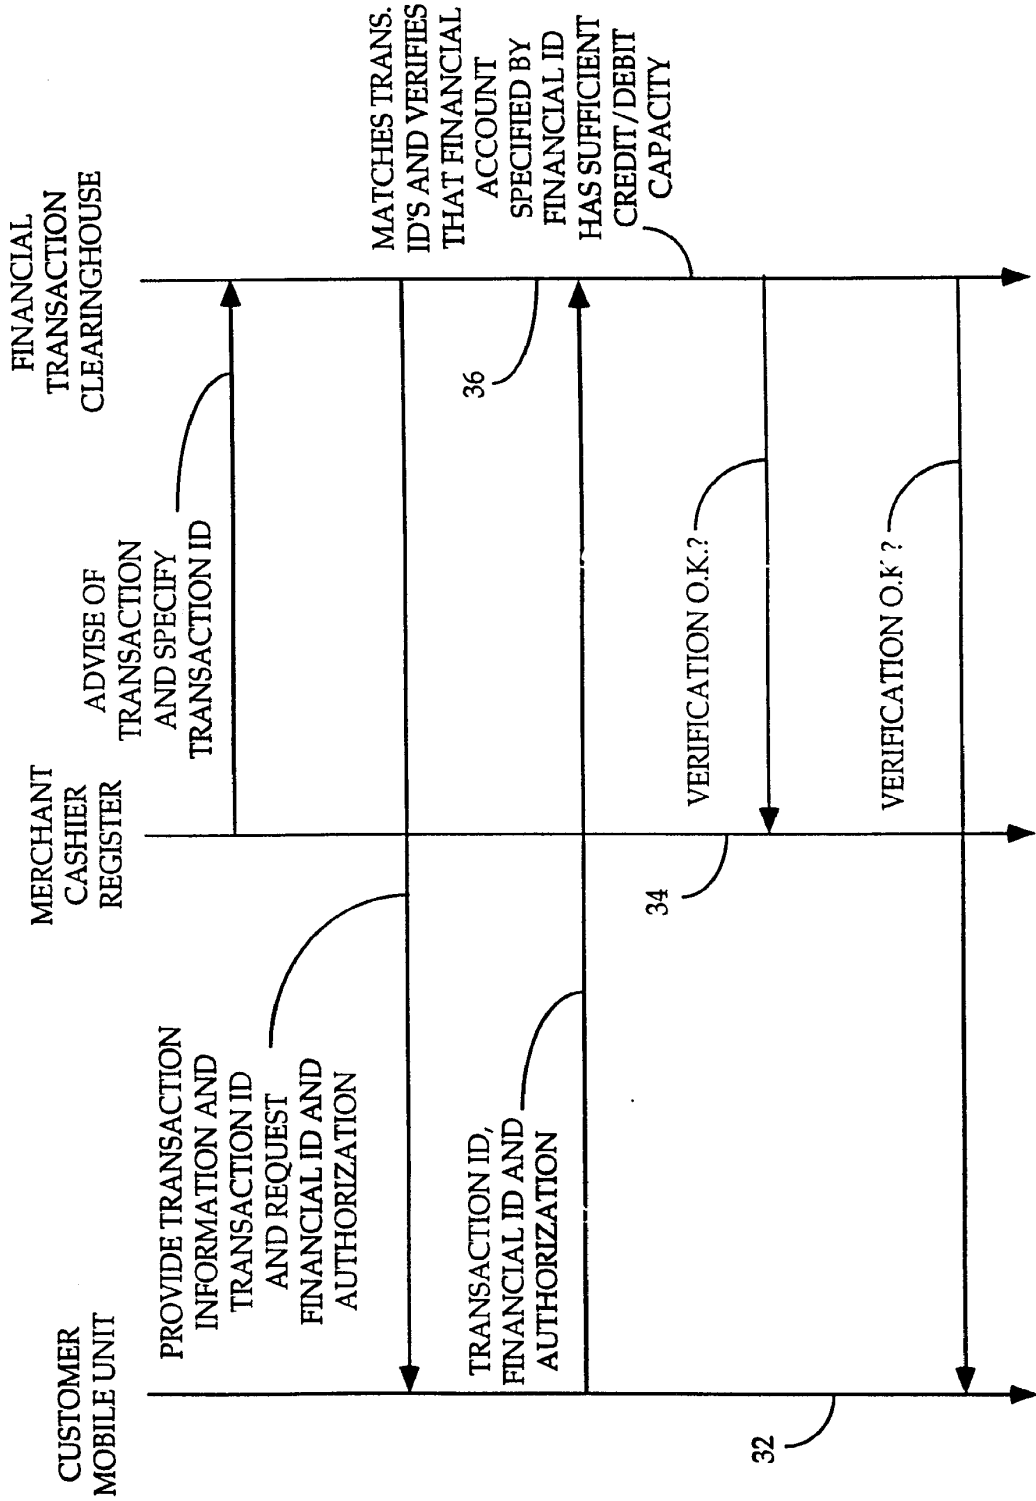 CUSTOMER
MOBILE UNIT
MERCHANT
CASHIER
REGISTER
FINANCIAL
TRANSACTION
CLEARINGHOUSE
ADVISE OF
TRANSACTION
AND SPECIFY
TRANSACTION ID
PROVIDE TRANSACTION
INFORMATION AND
TRANSACTION ID
AND REQUEST
FINANCIAL ID AND
AUTHORIZATION
MATCHES TRANS.
ID'S AND VERIFIES
THAT FINANCIAL
ACCOUNT
SPECIFIED BY
FINANCIAL ID
HAS SUFFICIENT
CREDIT/DEBIT
CAPACITY
36
TRANSACTION ID,
FINANCIAL ID AND
AUTHORIZATION
34
VERIFICATION O.K.?
32
VERIFICATION O.K ?